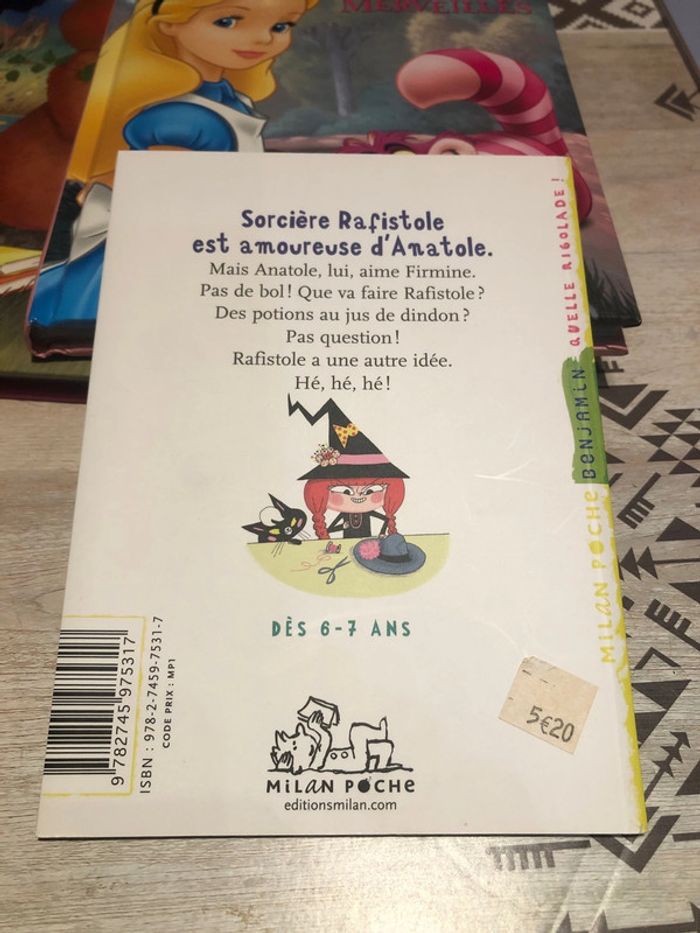 MERVEILLES
Sorcière Rafistole
est amoureuse d'Anatole.
Mais Anatole, lui, aime Firmine.
Pas de bol ! Que va faire Rafistole ?
Des potions au jus de dindon ?
Pas question !
Rafistole a une autre idée.
Hé, hé, hé !
DÈS 6-7 ANS
QUELLE RIGOLADE !
BENJAMIN
MILAN POCHE
9 782745 975317
ISBN : 978-2-7459-7531-7
CODE PRIX : MP1
5€20
MILAN POCHE
editionsmilan.com